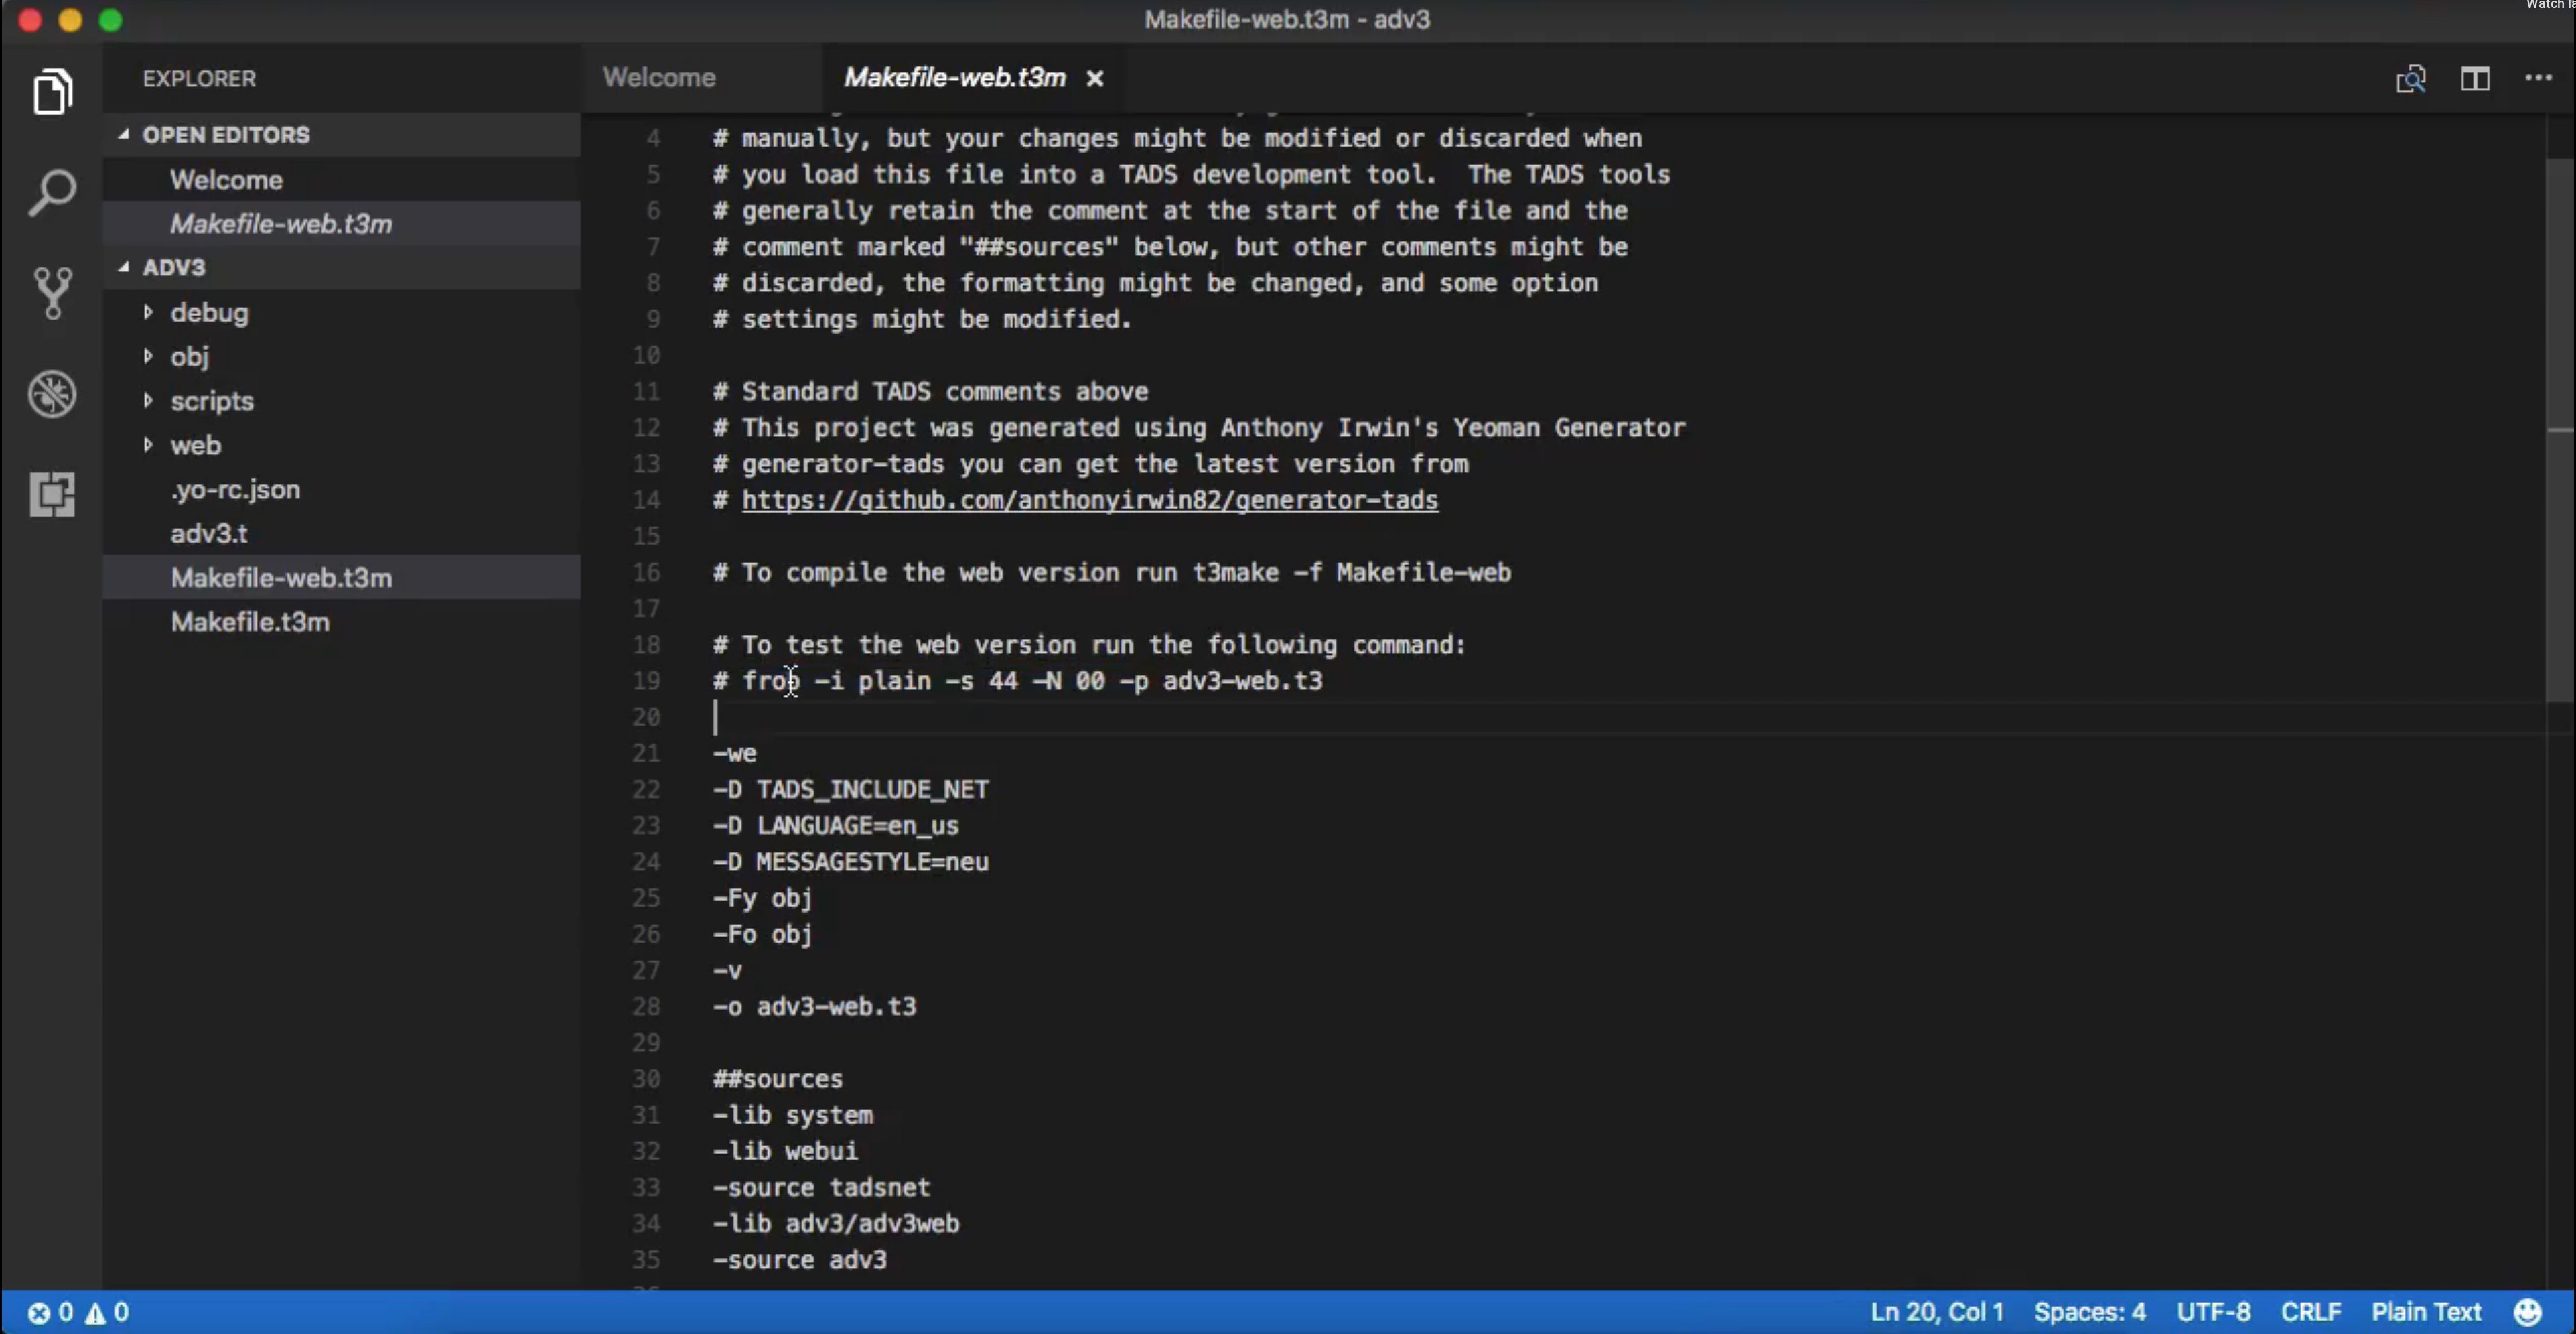 Makefile-web.t3m - adv3
EXPLORER
OPEN EDITORS
Welcome
Makefile-web.t3m
ADV3
debug
obj
scripts
web
.yo-rc.json
adv3.t
Makefile-web.t3m
Makefile.t3m
Welcome
Makefile-web.t3m
4 # manually, but your changes might be modified or discarded when
5 # you load this file into a TADS development tool.  The TADS tools
6 # generally retain the comment at the start of the file and the
7 # comment marked "##sources" below, but other comments might be
8 # discarded, the formatting might be changed, and some option
9 # settings might be modified.
10
11 # Standard TADS comments above
12 # This project was generated using Anthony Irwin's Yeoman Generator
13 # generator-tads you can get the latest version from
14 # https://github.com/anthonyirwin82/generator-tads
15
16 # To compile the web version run t3make -f Makefile-web
17
18 # To test the web version run the following command:
19 # frob -i plain -s 44 -N 00 -p adv3-web.t3
20
21 -we
22 -D TADS_INCLUDE_NET
23 -D LANGUAGE=en_us
24 -D MESSAGESTYLE=neu
25 -Fy obj
26 -Fo obj
27 -v
28 -o adv3-web.t3
29
30 ##sources
31 -lib system
32 -lib webui
33 -source tadsnet
34 -lib adv3/adv3web
35 -source adv3
0 0
Ln 20, Col 1 Spaces: 4 UTF-8 CRLF Plain Text
Watch